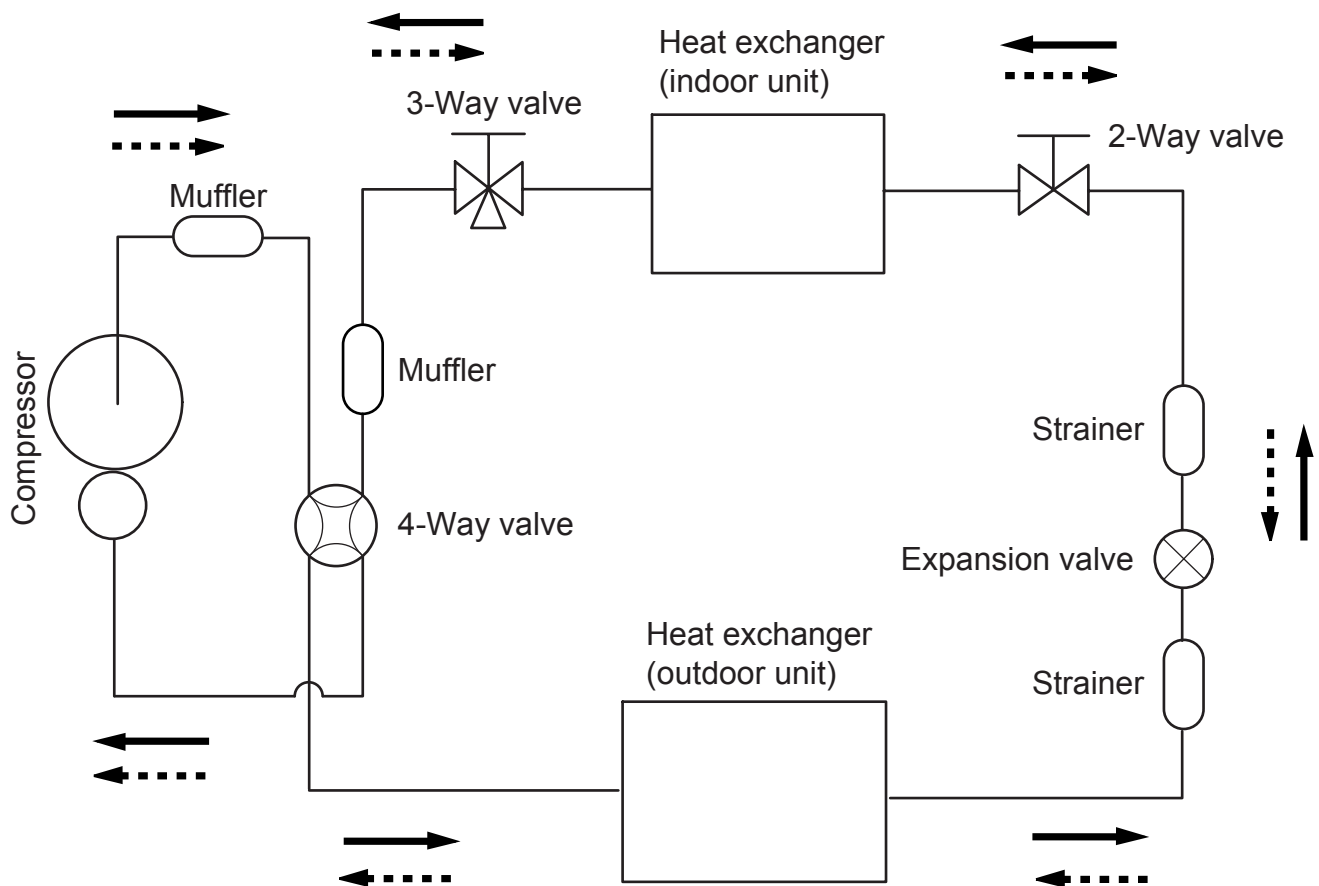 Heat exchanger
(indoor unit)
3-Way valve
2-Way valve
Muffler
Compressor
Muffler
Strainer
4-Way valve
Expansion valve
Heat exchanger
(outdoor unit)
Strainer